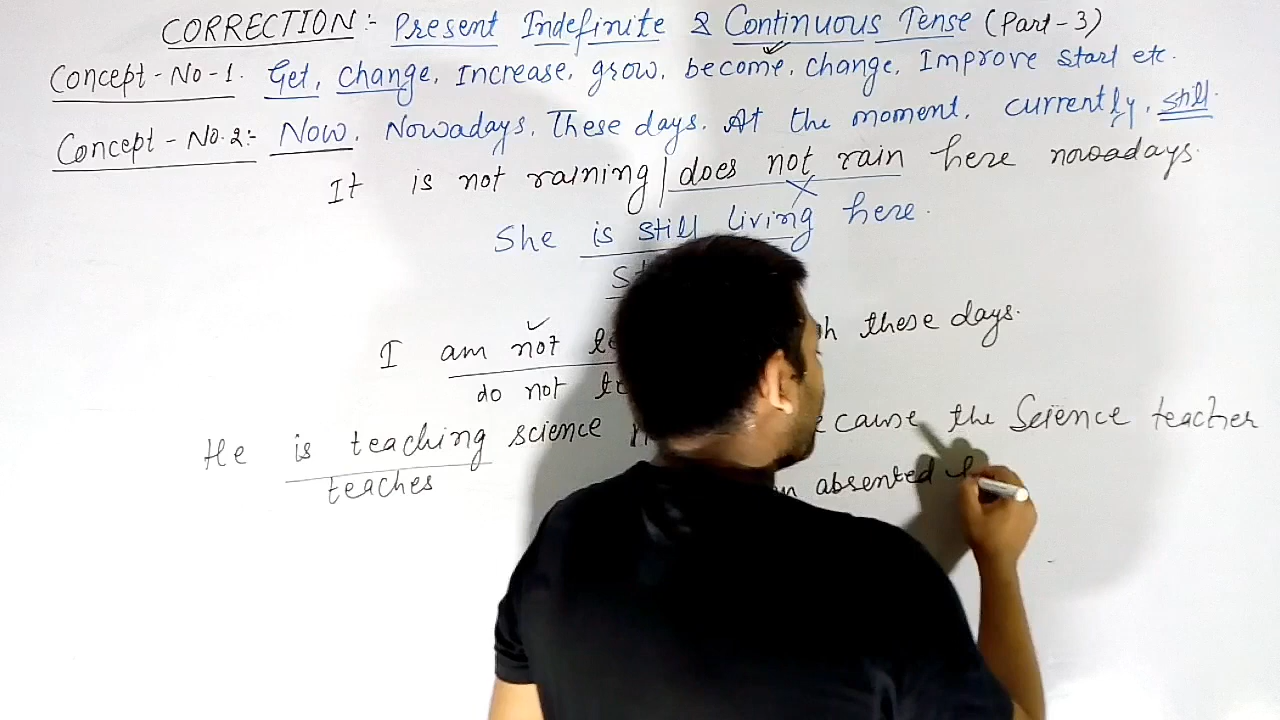 CORRECTION:- Present Indefinite & Continuous Tense (Part-3)
Concept-No-1. Get, change, Increase, grow, become, change, Improve start etc.
Concept-No.2:- Now, Nowadays, These days, At the moment, currently, still.
It is not raining/does not rain here nowadays.
She is still living here.
I am not these days.
do not
He is teaching science the Science teacher
teaches absented